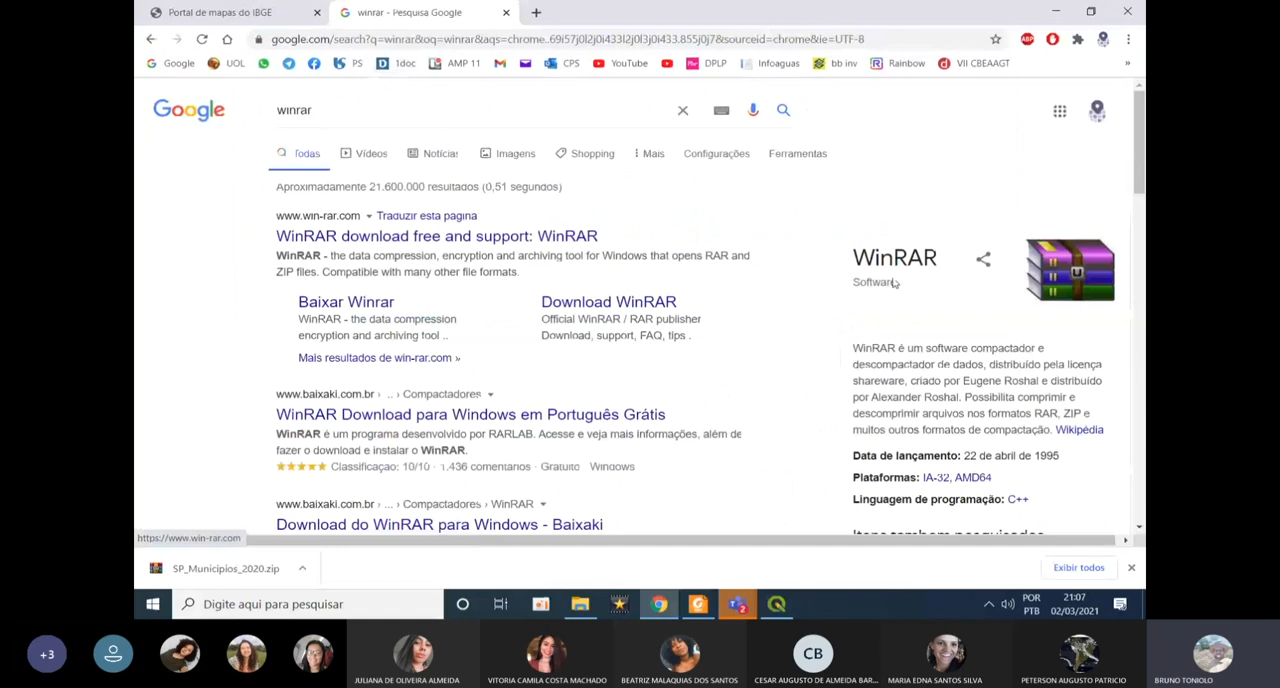 Portal de mapas do IBGE
winrar - Pesquisa Google
google.com/search?q=winrar&oq=winrar&aqs=chrome..69i57j0l2j0i433l2j0l3j0i433.855j0j7&sourceid=chrome&ie=UTF-8
Google UOL PS 1doc AMP 11 CPS YouTube DPLP Infoaguas bb inv Rainbow VII CBEAAGT »
Google
winrar
Todas Vídeos Notícias Imagens Shopping Mais Configurações Ferramentas
Aproximadamente 21.600.000 resultados (0,51 segundos)
www.win-rar.com Traduzir esta página
WinRAR download free and support: WinRAR
WinRAR - the data compression, encryption and archiving tool for Windows that opens RAR and
ZIP files. Compatible with many other file formats.
Baixar Winrar
WinRAR - the data compression
encryption and archiving tool ..
Download WinRAR
Official WinRAR / RAR publisher
Download, support, FAQ, tips .
Mais resultados de win-rar.com »
www.baixaki.com.br › ... › Compactadores
WinRAR Download para Windows em Português Grátis
WinRAR é um programa desenvolvido por RARLAB. Acesse e veja mais informações, além de
fazer o download e instalar o WinRAR.
Classificação: 10/10 · 1.436 comentários · Gratuito Windows
www.baixaki.com.br › ... › Compactadores › WinRAR
Download do WinRAR para Windows - Baixaki
WinRAR
Software
WinRAR é um software compactador e
descompactador de dados, distribuído pela licença
shareware, criado por Eugene Roshal e distribuído
por Alexander Roshal. Possibilita comprimir e
descomprimir arquivos nos formatos RAR, ZIP e
muitos outros formatos de compactação. Wikipédia
Data de lançamento: 22 de abril de 1995
Plataformas: IA-32, AMD64
Linguagem de programação: C++
Itens também pesquisados
https://www.win-rar.com
SP_Municipios_2020.zip
Exibir todos
Digite aqui para pesquisar
POR
PTB
21:07
02/03/2021
+3
JULIANA DE OLIVEIRA ALMEIDA
VITORIA CAMILA COSTA MACHADO
BEATRIZ MALAQUIAS DOS SANTOS
CB
CESAR AUGUSTO DE ALMEIDA BAR...
MARIA EDNA SANTOS SILVA
PETERSON AUGUSTO PATRICIO
BRUNO TONIOLO